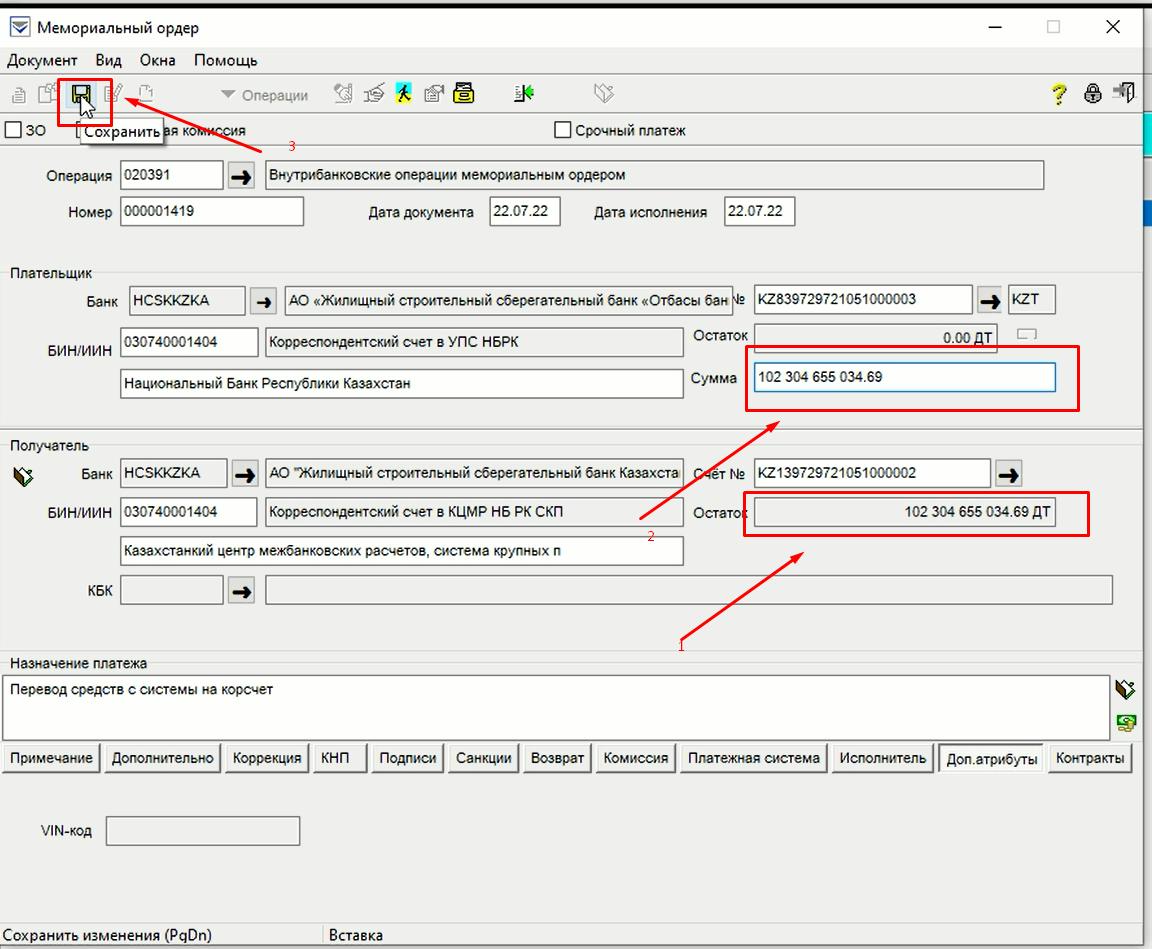 Мемориальный ордер
Документ Вид Окна Помощь
Операции
ЗО ая комиссия Срочный платеж
Сохранить
3
Операция 020391 Внутрибанковские операции мемориальным ордером
Номер 000001419 Дата документа 22.07.22 Дата исполнения 22.07.22
Плательщик
Банк HCSKKZKA АО «Жилищный строительный сберегательный банк «Отбасы бан № KZ839729721051000003 KZT
БИН/ИИН 030740001404 Корреспондентский счет в УПС НБРК Остаток 0.00 ДТ
Национальный Банк Республики Казахстан Сумма 102 304 655 034.69
Получатель
Банк HCSKKZKA АО "Жилищный строительный сберегательный банк Казахста Счёт № KZ139729721051000002
БИН/ИИН 030740001404 Корреспондентский счет в КЦМР НБ РК СКП Остаток 102 304 655 034.69 ДТ
2
Казахстанкий центр межбанковских расчетов, система крупных п
КБК
1
Назначение платежа
Перевод средств с системы на корсчет
Примечание Дополнительно Коррекция КНП Подписи Санкции Возврат Комиссия Платежная система Исполнитель Доп.атрибуты Контракты
VIN-код
Сохранить изменения (PgDn) Вставка